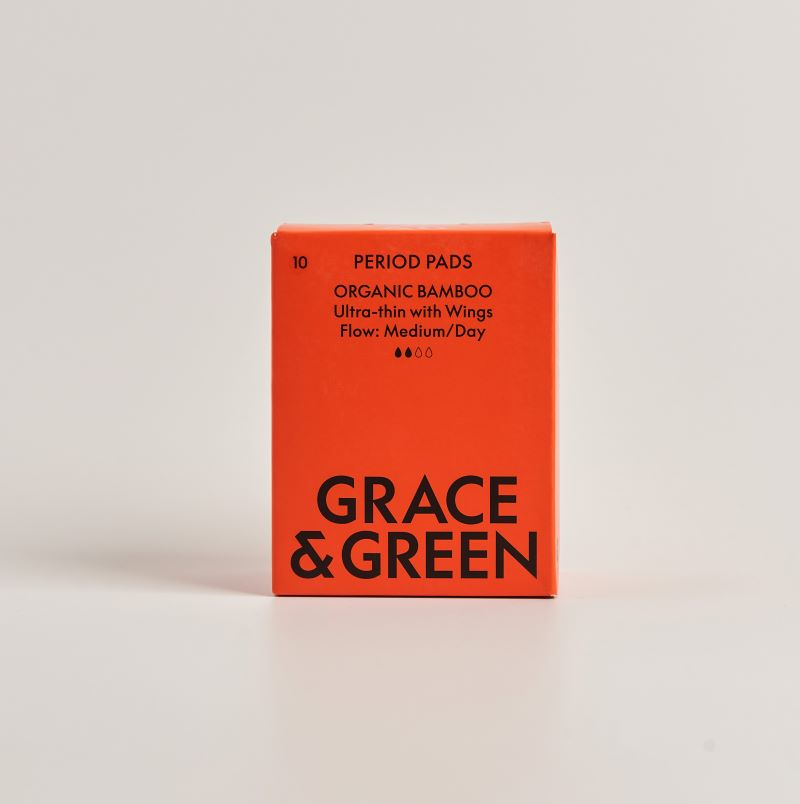 10 PERIOD PADS
ORGANIC BAMBOO
Ultra-thin with Wings
Flow: Medium/Day
GRACE
&GREEN